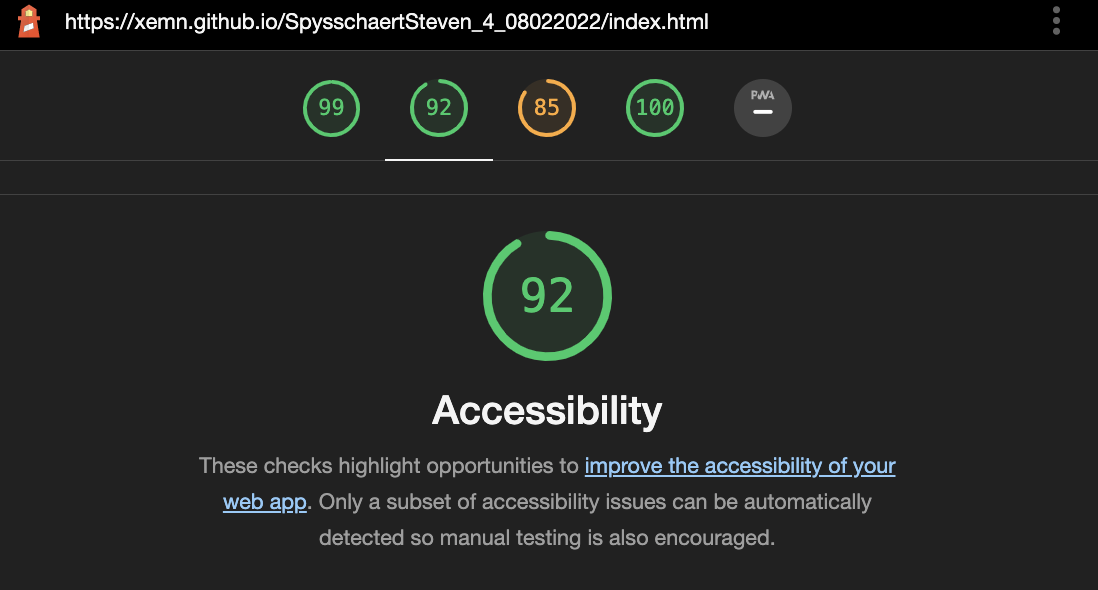 https://xemn.github.io/SpysschaertSteven_4_08022022/index.html
99 92 85 100 PWA
92
Accessibility
These checks highlight opportunities to improve the accessibility of your
web app. Only a subset of accessibility issues can be automatically
detected so manual testing is also encouraged.